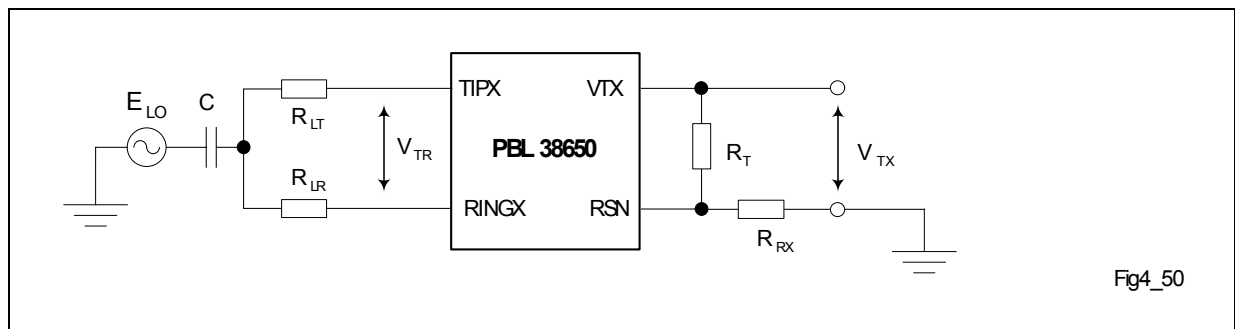 E LO
C
R LT
R LR
V TR
TIPX
VTX
PBL 38650
RINGX
RSN
R T
R RX
V TX
Fig4_50